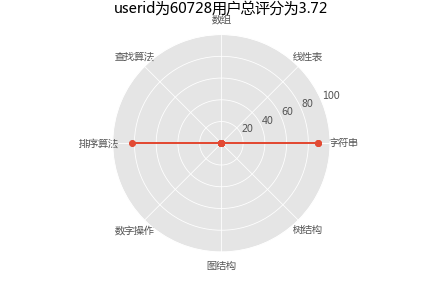 userid为60728用户总评分为3.72
数组
查找算法
线性表
100
80
60
40
20
排序算法
字符串
数字操作
树结构
图结构